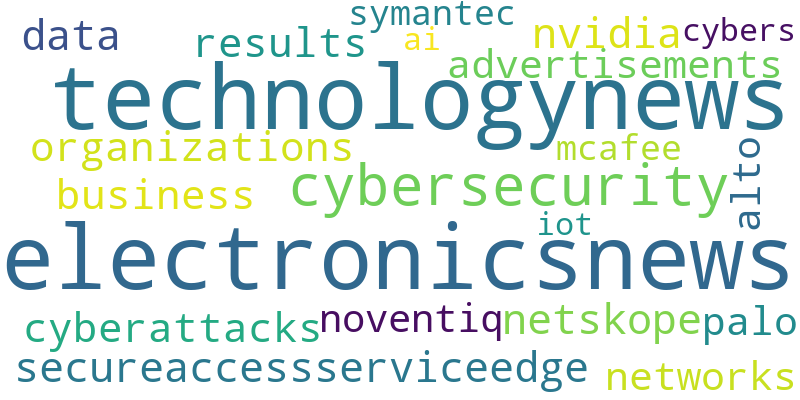 symantec
data
results
ai
nvidia
cybers
advertisements
technologynews
organizations
mcafee
alto
business
cybersecurity
iot
electronicsnews
cyberattacks
noventiq
netskope
palo
secureaccessserviceedge
networks